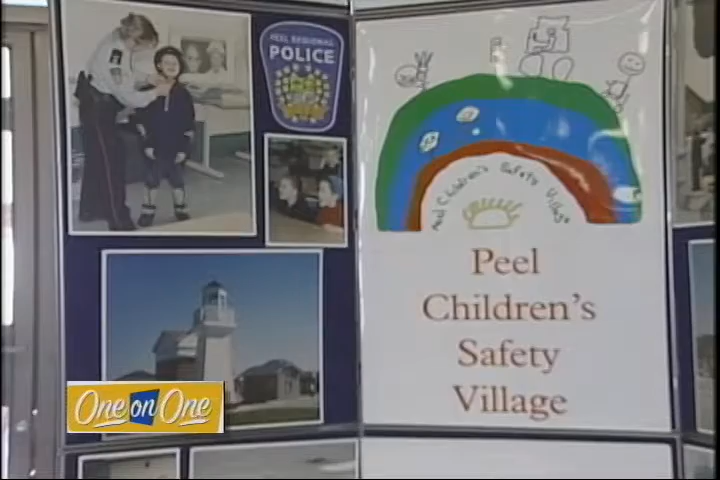 PEEL REGIONAL
POLICE
Peel Children's Safety Village
Peel
Children's
Safety
Village
One on One